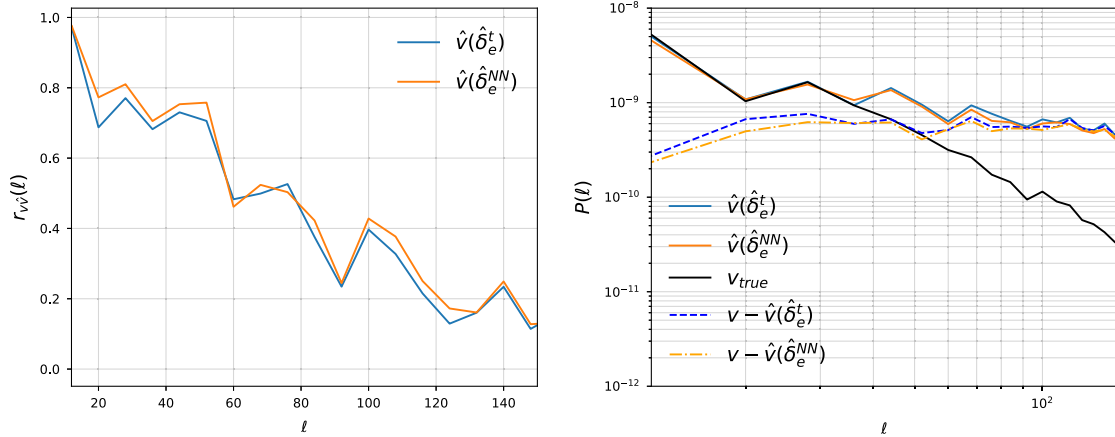 1.0
0.8
0.6
0.4
0.2
0.0
20 40 60 80 100 120 140
ℓ
r_{vv̂}(ℓ)
v̂(δ̂_e^t)
v̂(δ̂_e^{NN})
10^{-8}
10^{-9}
10^{-10}
10^{-11}
10^{-12}
10^2
ℓ
P(ℓ)
v̂(δ̂_e^t)
v̂(δ̂_e^{NN})
v_{true}
v − v̂(δ̂_e^t)
v − v̂(δ̂_e^{NN})